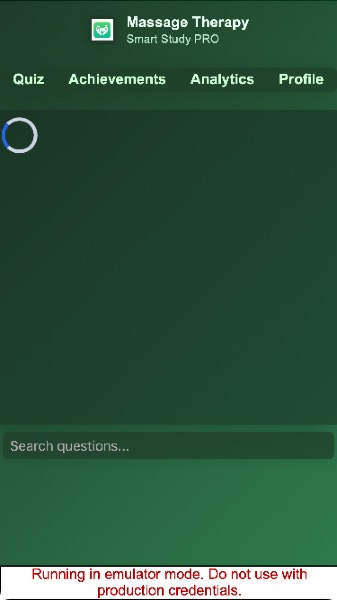 Massage Therapy
Smart Study PRO
Quiz Achievements Analytics Profile
Search questions...
Running in emulator mode. Do not use with
production credentials.